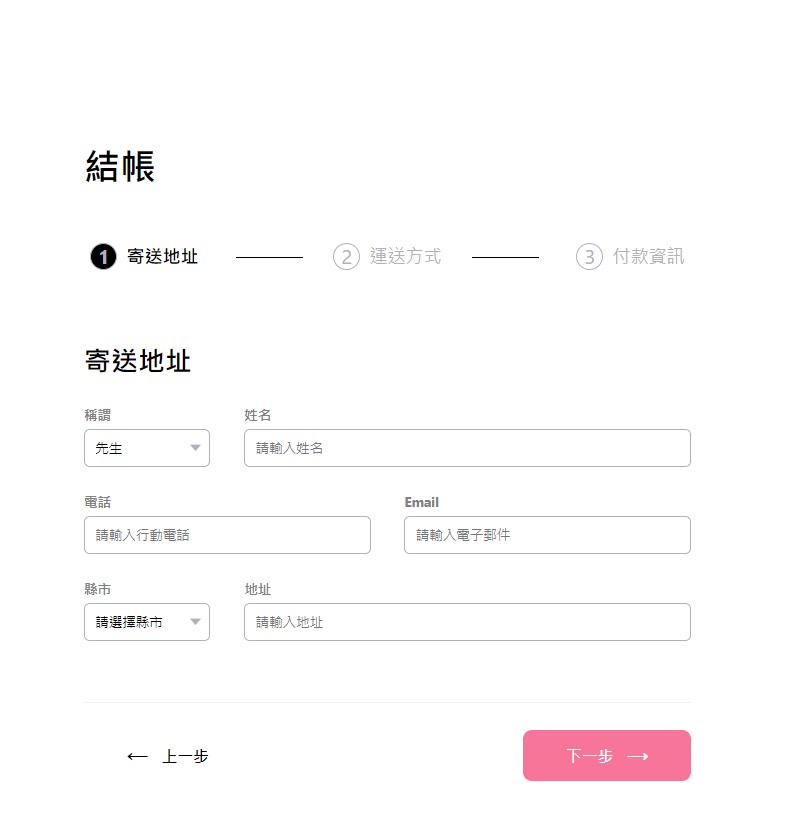 結帳
1 寄送地址 2 運送方式 3 付款資訊
寄送地址
稱謂 姓名
先生 請輸入姓名
電話 Email
請輸入行動電話 請輸入電子郵件
縣市 地址
請選擇縣市 請輸入地址
← 上一步 下一步 →